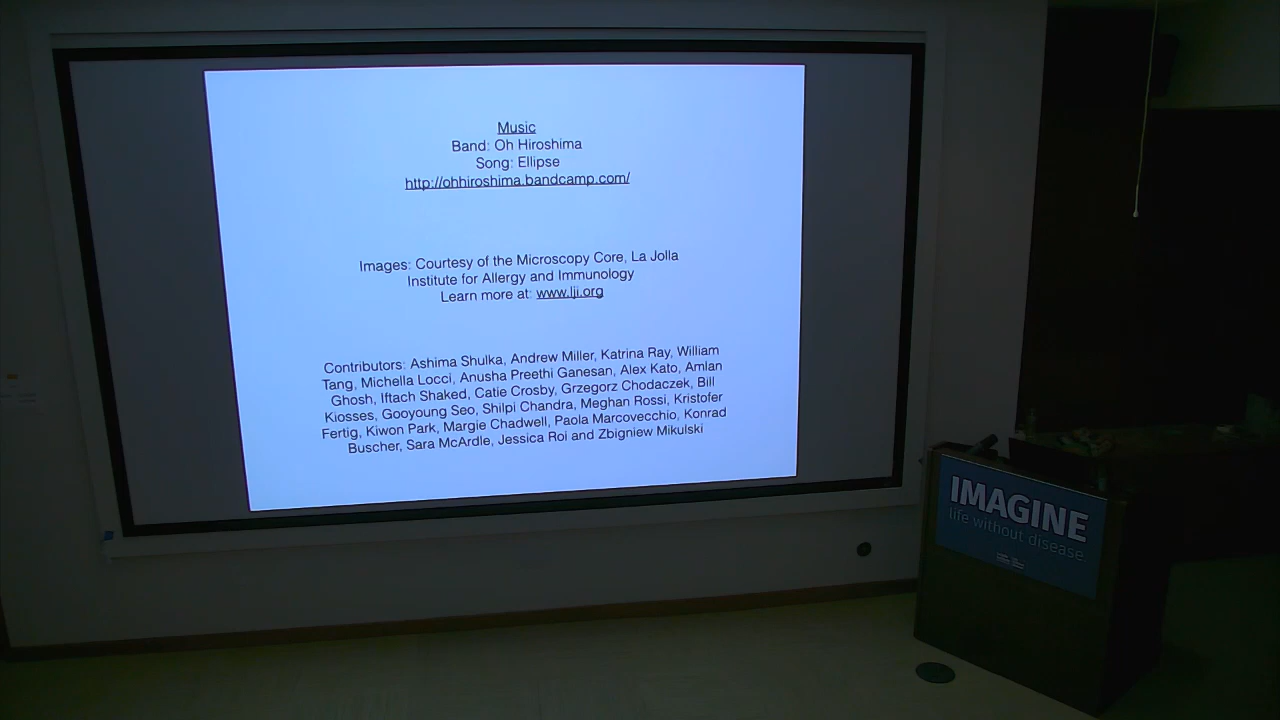 Music
Band: Oh Hiroshima
Song: Ellipse
http://ohhiroshima.bandcamp.com/
Images: Courtesy of the Microscopy Core, La Jolla
Institute for Allergy and Immunology
Learn more at: www.lji.org
Contributors: Ashima Shulka, Andrew Miller, Katrina Ray, William
Tang, Michella Locci, Anusha Preethi Ganesan, Alex Kato, Amlan
Ghosh, Iftach Shaked, Catie Crosby, Grzegorz Chodaczek, Bill
Kiosses, Gooyoung Seo, Shilpi Chandra, Meghan Rossi, Kristofer
Fertig, Kiwon Park, Margie Chadwell, Paola Marcovecchio, Konrad
Buscher, Sara McArdle, Jessica Roi and Zbigniew Mikulski
IMAGINE
life without disease